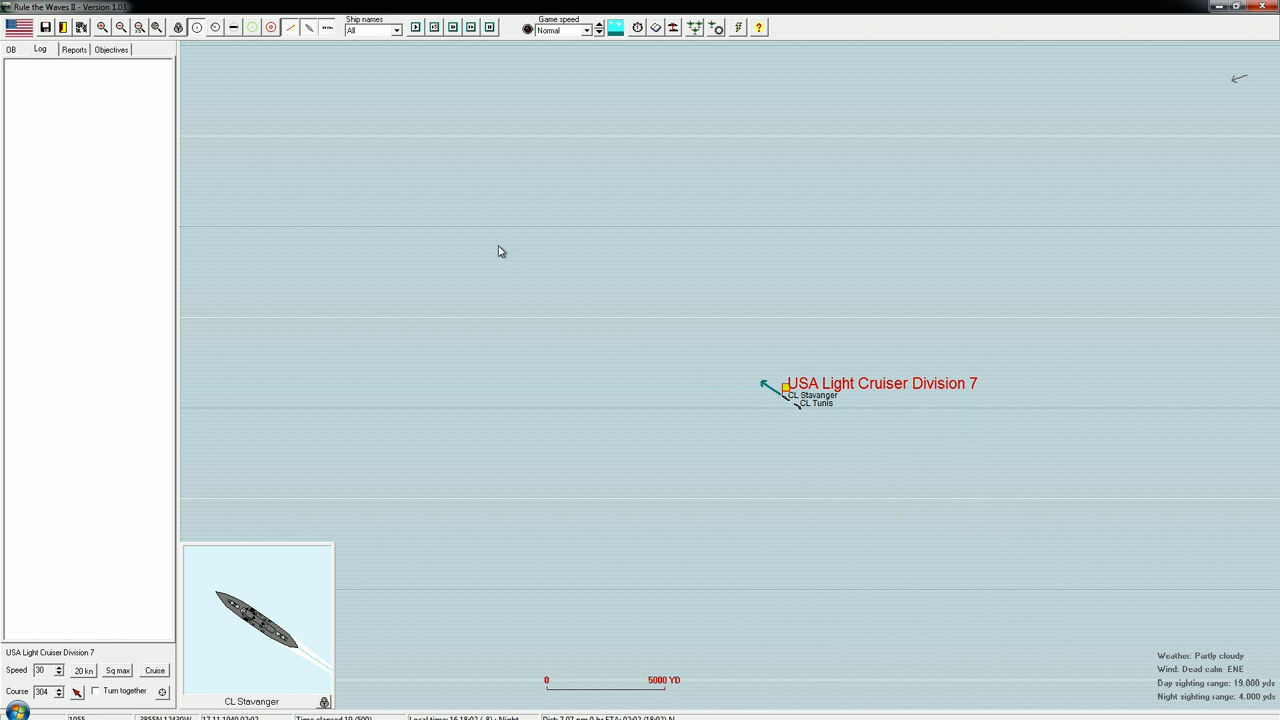 Rule the Waves II - Version 1.03
Ship names
All
Game speed
Normal
OB Log Reports Objectives
USA Light Cruiser Division 7
CL Stavanger
CL Tunis
USA Light Cruiser Division 7
Speed 30 20 kn Sq max Cruise
Course 304 Turn together
CL Stavanger
0 5000 YD
Weather: Partly cloudy
Wind: Dead calm ENE
Day sighting range: 19.000 yds
Night sighting range: 4.000 yds